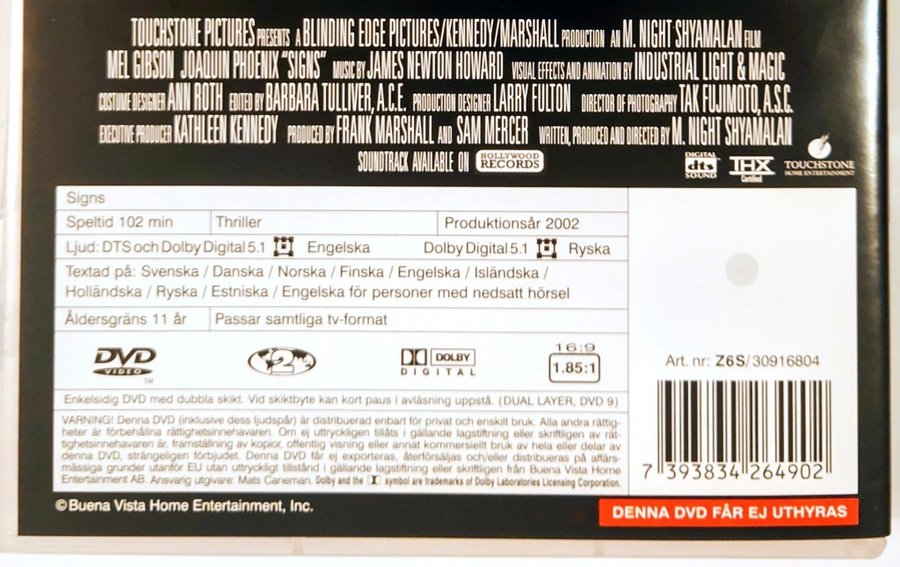 TOUCHSTONE PICTURES PRESENTS A BLINDING EDGE PICTURES/KENNEDY/MARSHALL PRODUCTION AN M. NIGHT SHYAMALAN FILM
MEL GIBSON JOAQUIN PHOENIX "SIGNS" MUSIC BY JAMES NEWTON HOWARD VISUAL EFFECTS AND ANIMATION BY INDUSTRIAL LIGHT & MAGIC
COSTUME DESIGNER ANN ROTH EDITED BY BARBARA TULLIVER, A.C.E. PRODUCTION DESIGNER LARRY FULTON DIRECTOR OF PHOTOGRAPHY TAK FUJIMOTO, A.S.C.
EXECUTIVE PRODUCER KATHLEEN KENNEDY PRODUCED BY FRANK MARSHALL AND SAM MERCER WRITTEN, PRODUCED AND DIRECTED BY M. NIGHT SHYAMALAN
SOUNDTRACK AVAILABLE ON HOLLYWOOD RECORDS
DIGITAL dts SOUND THX Certified TOUCHSTONE HOME ENTERTAINMENT
Signs
Speltid 102 min Thriller Produktionsår 2002
Ljud: DTS och Dolby Digital 5.1 Engelska Dolby Digital 5.1 Ryska
Textad på: Svenska / Danska / Norska / Finska / Engelska / Isländska /
Holländska / Ryska / Estniska / Engelska för personer med nedsatt hörsel
Åldersgräns 11 år Passar samtliga tv-format
DVD VIDEO TM 2 DOLBY DIGITAL 16:9 1.85:1
Enkelsidig DVD med dubbla skikt. Vid skiktbyte kan kort paus i avläsning uppstå. (DUAL LAYER, DVD 9)
VARNING! Denna DVD (inklusive dess ljudspår) är distribuerad enbart för privat och enskilt bruk. Alla andra rättig-
heter är förbehållna rättighetsinnehavaren. Om ej uttryckligen tillåts i gällande lagstiftning eller skriftligen av rät-
tighetsinnehavaren är, framställning av kopior, offentlig visning eller annat kommersiellt bruk av hela eller delar av
denna DVD, strängeligen förbjudet. Denna DVD får ej exporteras, återförsäljas och/eller distribueras på affärs-
mässiga grunder utanför EU utan uttryckligt tillstånd i gällande lagstiftning eller skriftligen från Buena Vista Home
Entertainment AB. Ansvarig utgivare: Mats Caneman. Dolby and the symbol are trademarks of Dolby Laboratories Licensing Corporation.
Art. nr: Z6S/30916804
7 393834 264902
© Buena Vista Home Entertainment, Inc.
DENNA DVD FÅR EJ UTHYRAS